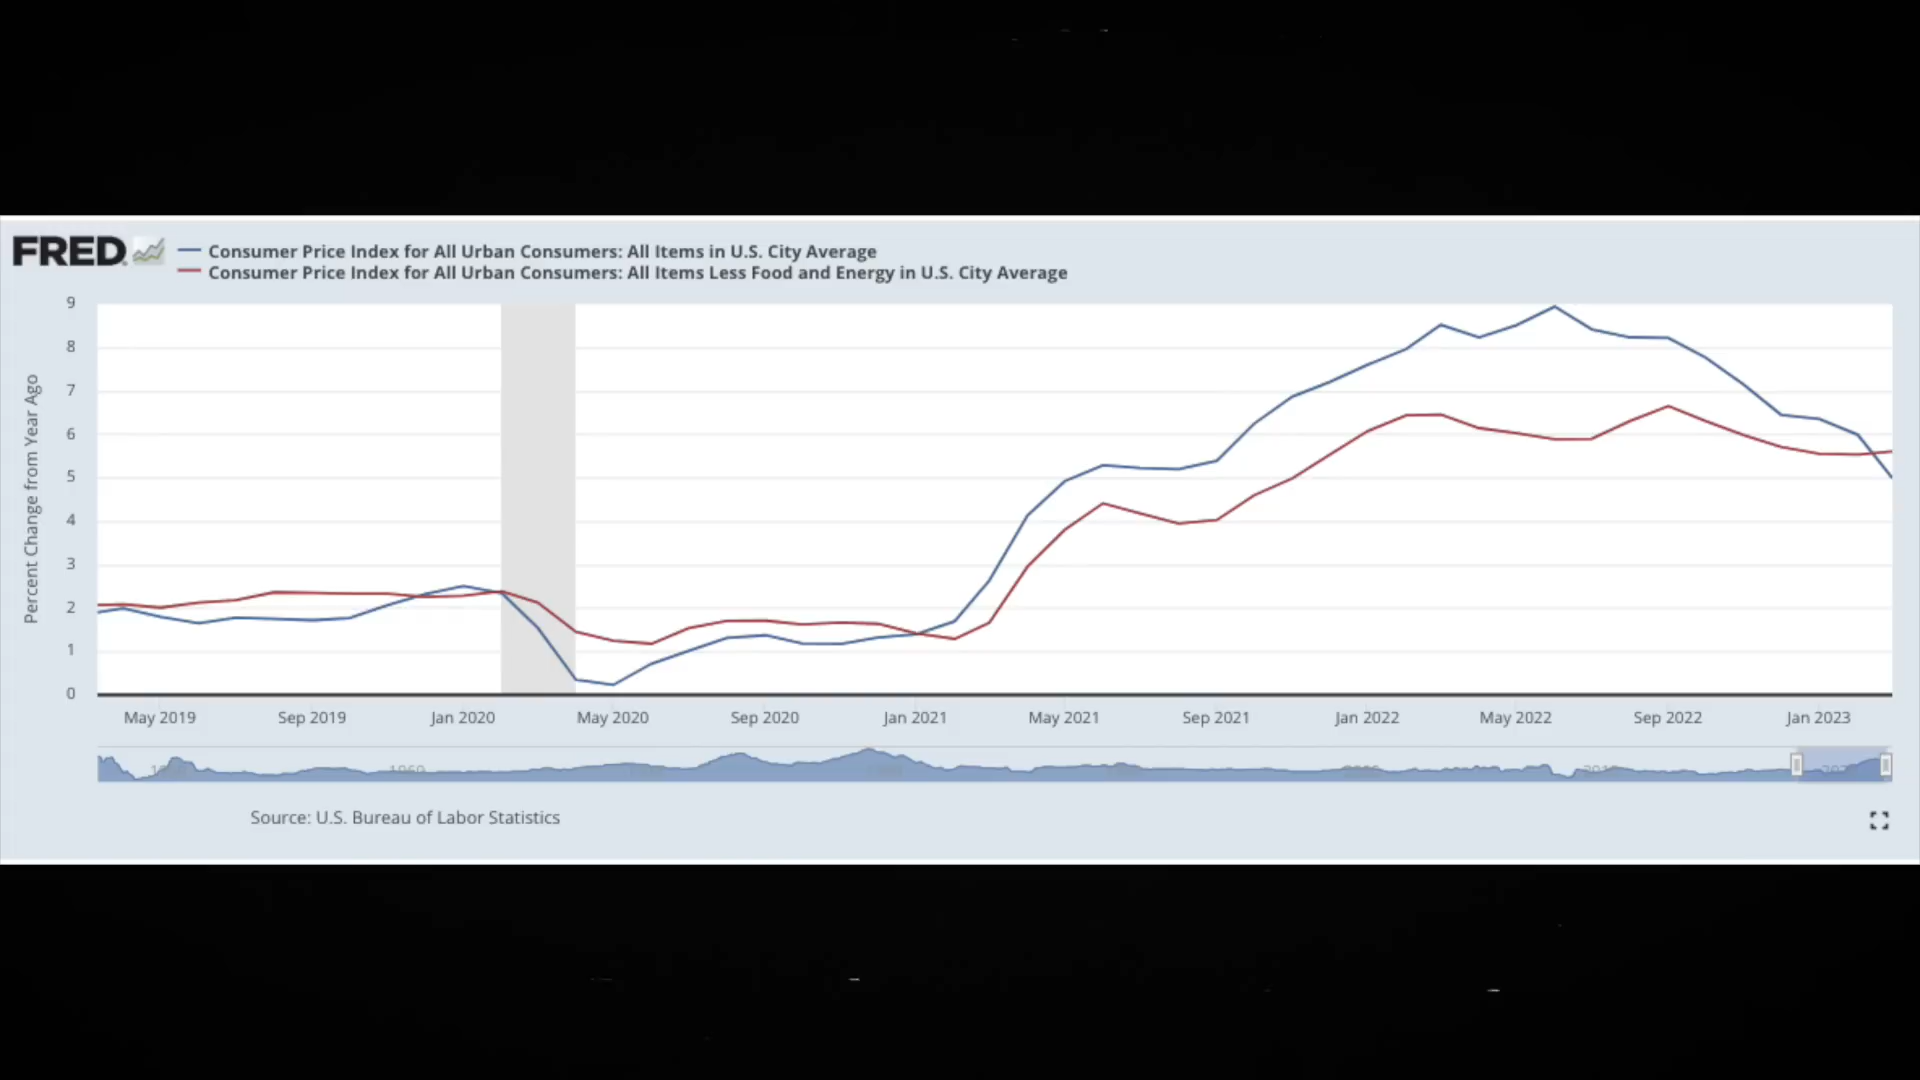 FRED
Consumer Price Index for All Urban Consumers: All Items in U.S. City Average
Consumer Price Index for All Urban Consumers: All Items Less Food and Energy in U.S. City Average
Percent Change from Year Ago
9
8
7
6
5
4
3
2
1
0
May 2019 Sep 2019 Jan 2020 May 2020 Sep 2020 Jan 2021 May 2021 Sep 2021 Jan 2022 May 2022 Sep 2022 Jan 2023
1960
Source: U.S. Bureau of Labor Statistics